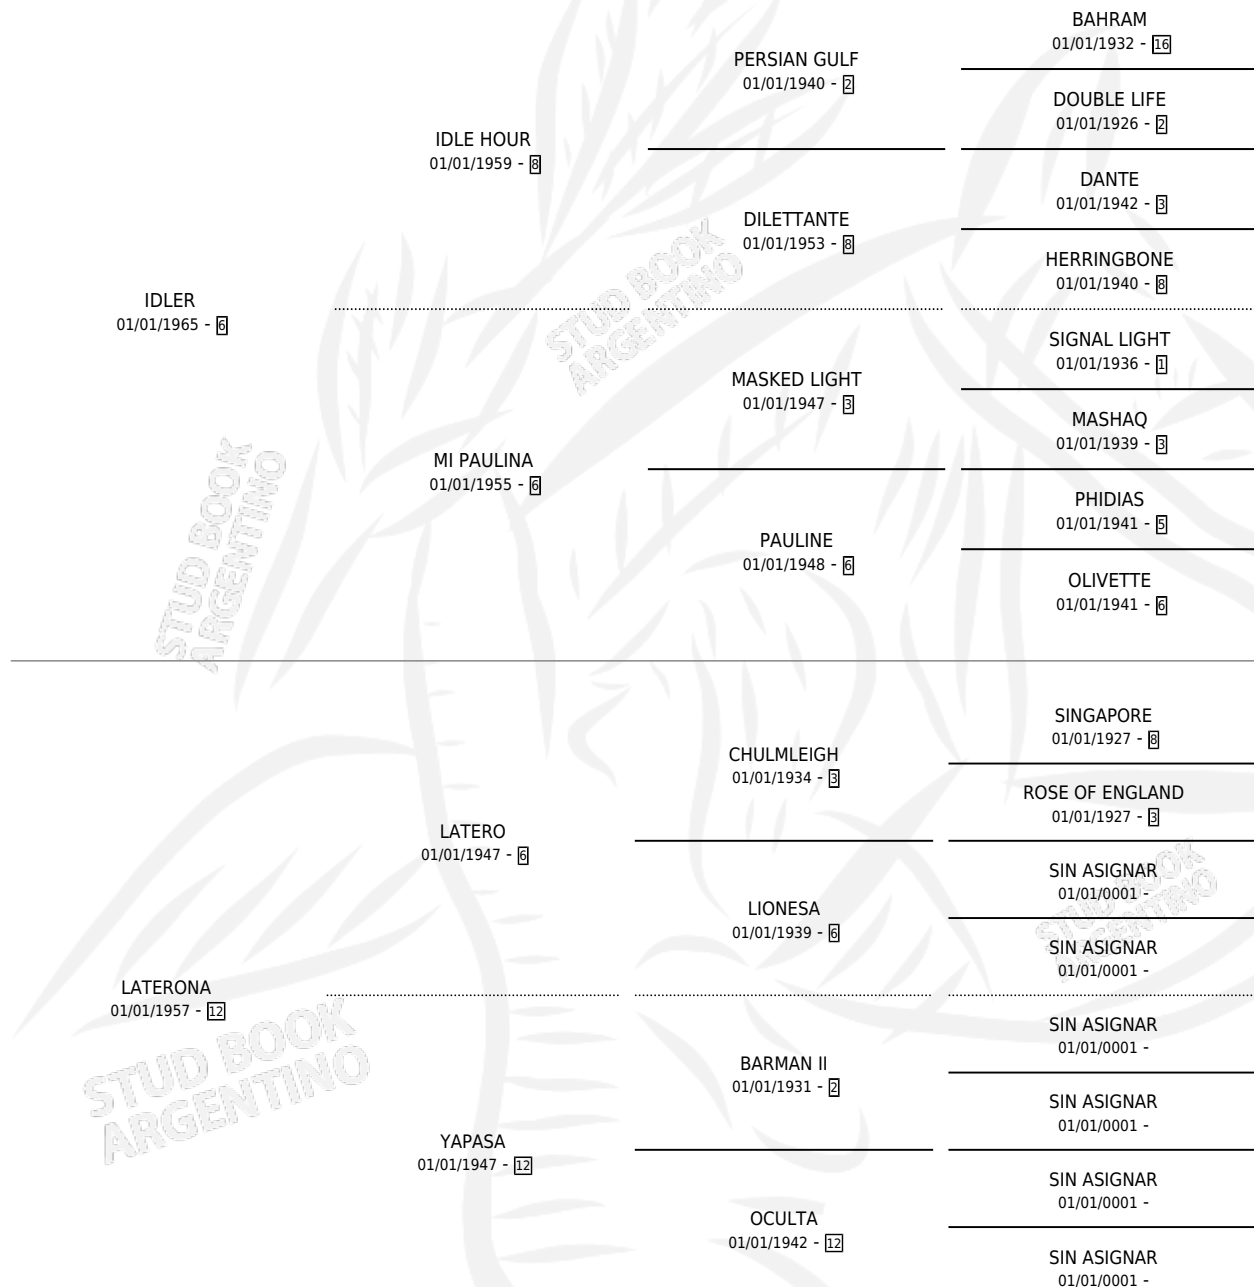 BAHRAM
01/01/1932 - 16
PERSIAN GULF
01/01/1940 - 2
DOUBLE LIFE
01/01/1926 - 2
IDLE HOUR
01/01/1959 - 8
DANTE
01/01/1942 - 3
DILETTANTE
01/01/1953 - 8
HERRINGBONE
01/01/1940 - 8
IDLER
01/01/1965 - 6
SIGNAL LIGHT
01/01/1936 - 1
MASKED LIGHT
01/01/1947 - 3
MASHAQ
01/01/1939 - 3
MI PAULINA
01/01/1955 - 6
PHIDIAS
01/01/1941 - 5
PAULINE
01/01/1948 - 6
OLIVETTE
01/01/1941 - 6
STUD BOOK
ARGENTINO
STUD BOOK
ARGENTINO
SINGAPORE
01/01/1927 - 8
CHULMLEIGH
01/01/1934 - 3
ROSE OF ENGLAND
01/01/1927 - 3
LATERO
01/01/1947 - 6
SIN ASIGNAR
01/01/0001 -
LIONESA
01/01/1939 - 6
SIN ASIGNAR
01/01/0001 -
LATERONA
01/01/1957 - 12
SIN ASIGNAR
01/01/0001 -
BARMAN II
01/01/1931 - 2
SIN ASIGNAR
01/01/0001 -
YAPASA
01/01/1947 - 12
SIN ASIGNAR
01/01/0001 -
OCULTA
01/01/1942 - 12
SIN ASIGNAR
01/01/0001 -
STUD BOOK
ARGENTINO
STUD BOOK
ARGENTINO